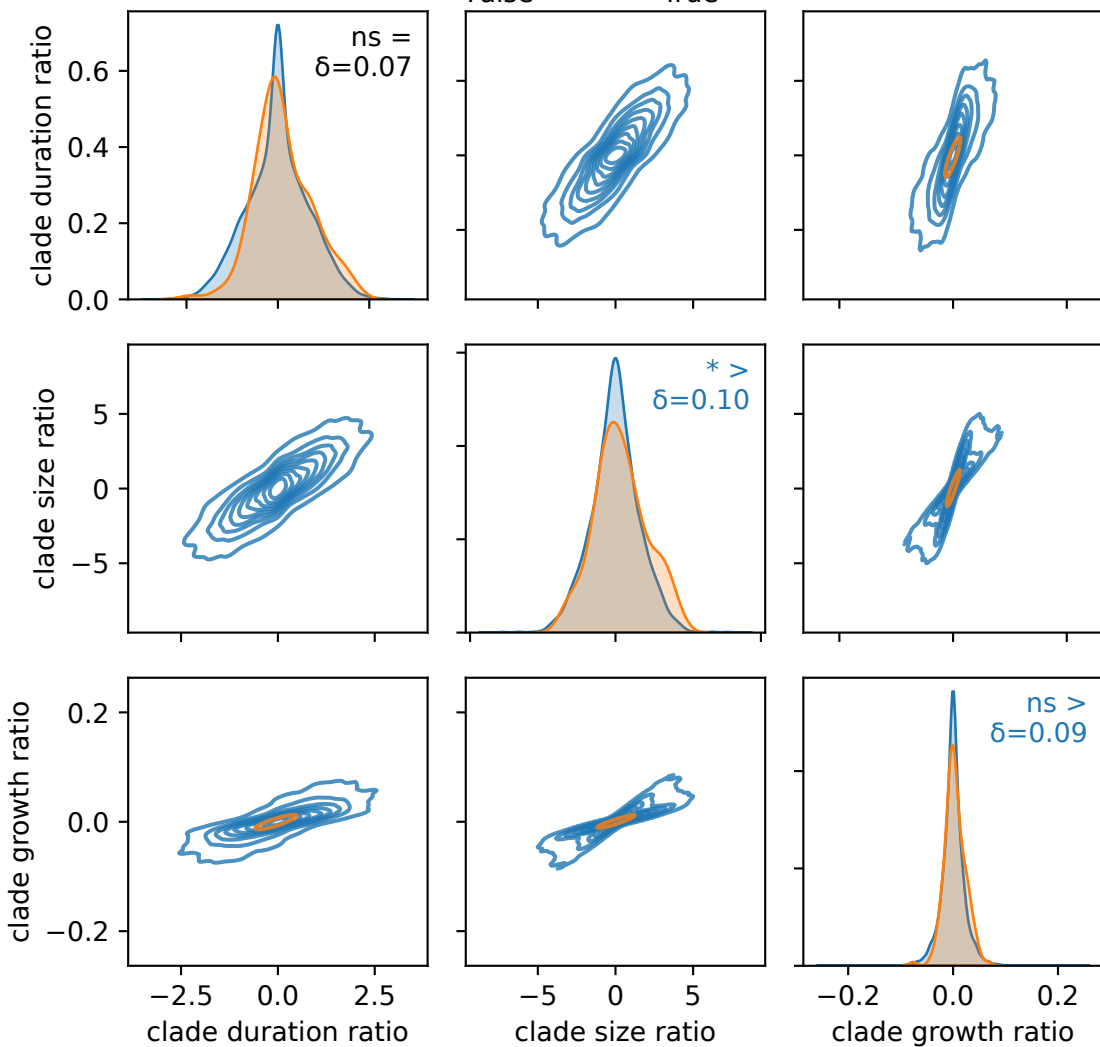 clade duration ratio
0.6
0.4
0.2
0.0
ns =
δ=0.07
clade size ratio
5
0
−5
* >
δ=0.10
clade growth ratio
0.2
0.0
−0.2
ns >
δ=0.09
−2.5 0.0 2.5
−5 0 5
−0.2 0.0 0.2
clade duration ratio
clade size ratio
clade growth ratio